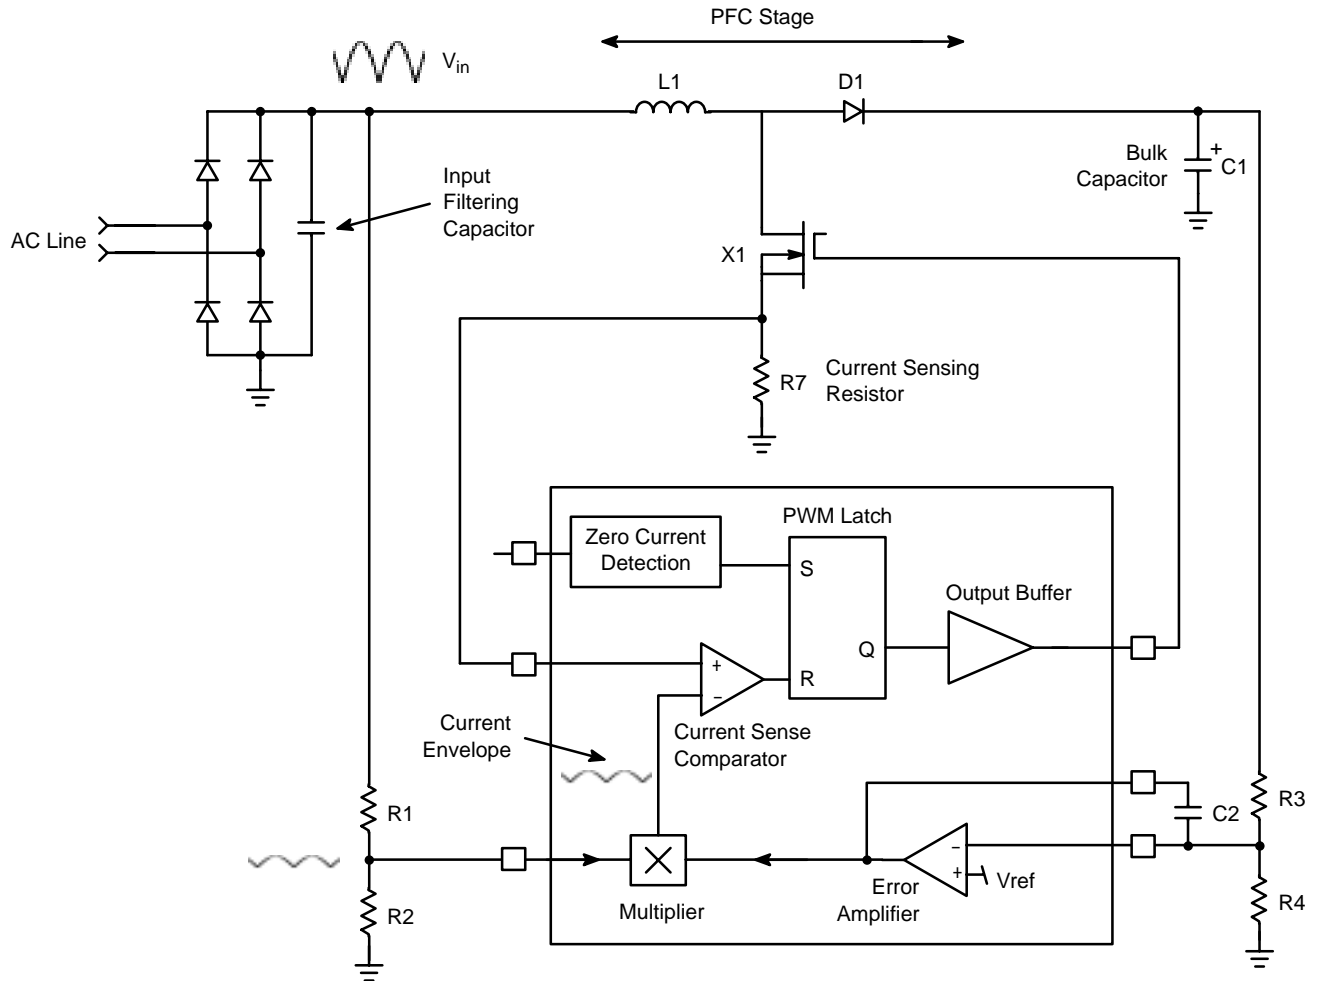 PFC Stage
V_in
L1
D1
Input
Filtering
Capacitor
Bulk
Capacitor
+
C1
AC Line
X1
R7
Current Sensing
Resistor
PWM Latch
Zero Current
Detection
S
Output Buffer
Q
+
R
−
Current
Envelope
Current Sense
Comparator
R1
C2
R3
−
+
Vref
Error
Amplifier
R2
Multiplier
R4